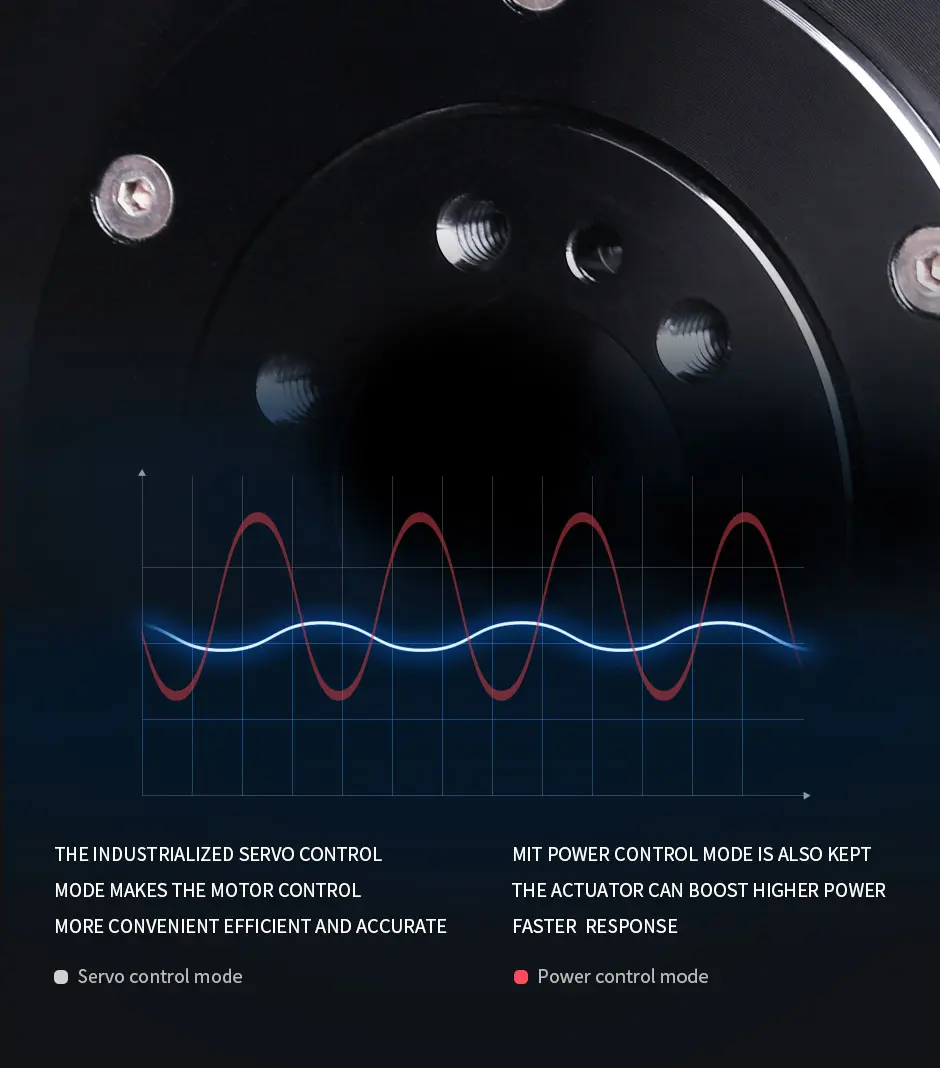 THE INDUSTRIALIZED SERVO CONTROL
MODE MAKES THE MOTOR CONTROL
MORE CONVENIENT EFFICIENT AND ACCURATE
Servo control mode
MIT POWER CONTROL MODE IS ALSO KEPT
THE ACTUATOR CAN BOOST HIGHER POWER
FASTER  RESPONSE
Power control mode